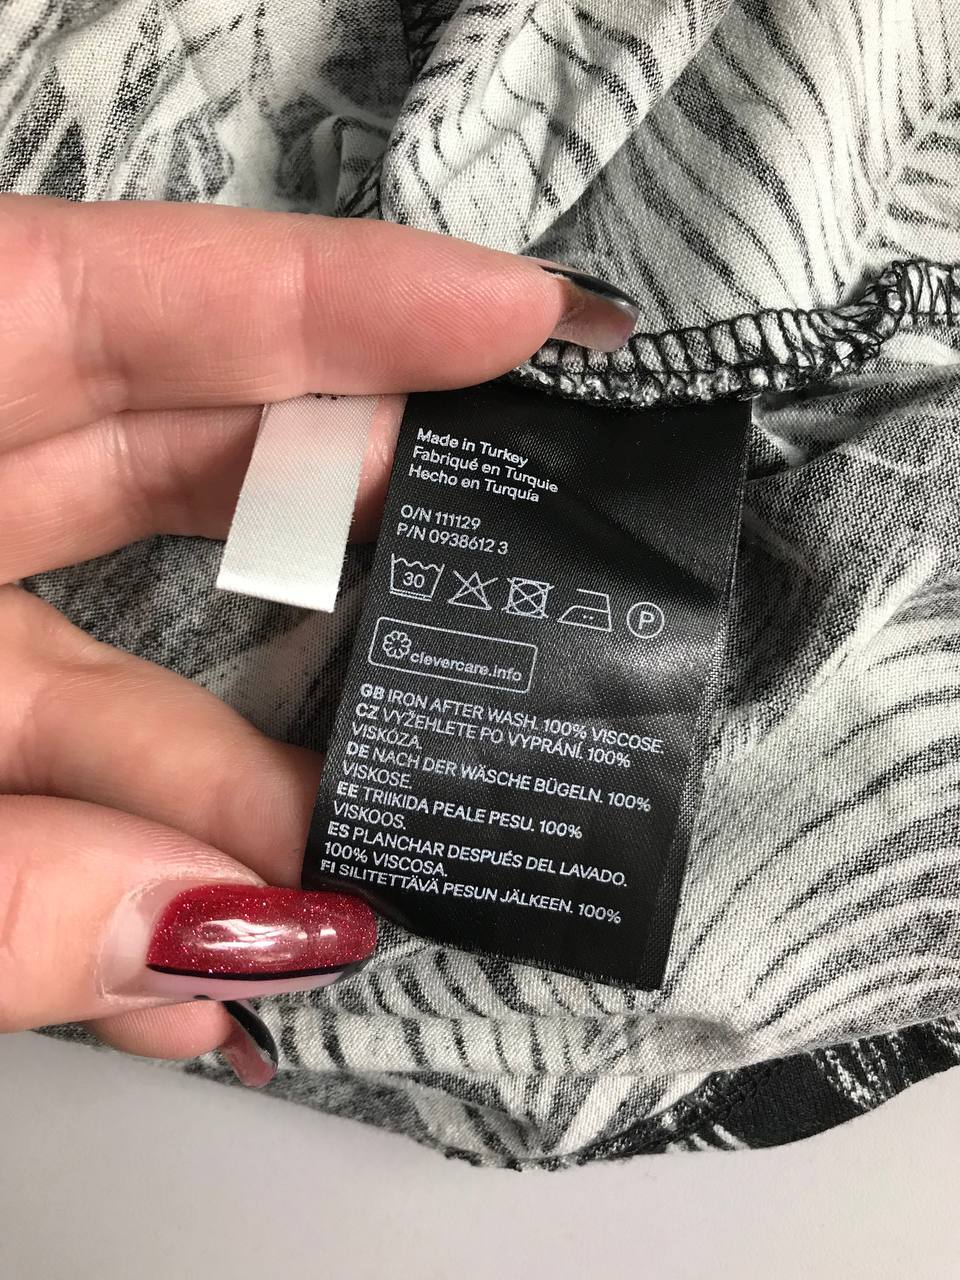 Made in Turkey
Fabriqué en Turquie
Hecho en Turquía
O/N 111129
P/N 0938612 3
30
P
clevercare.info
GB IRON AFTER WASH. 100% VISCOSE.
CZ VYŽEHLETE PO VYPRÁNÍ. 100%
VISKÓZA.
DE NACH DER WÄSCHE BÜGELN. 100%
VISKOSE.
EE TRIIKIDA PEALE PESU. 100%
VISKOOS.
ES PLANCHAR DESPUÉS DEL LAVADO.
100% VISCOSA.
FI SILITETTÄVÄ PESUN JÄLKEEN. 100%